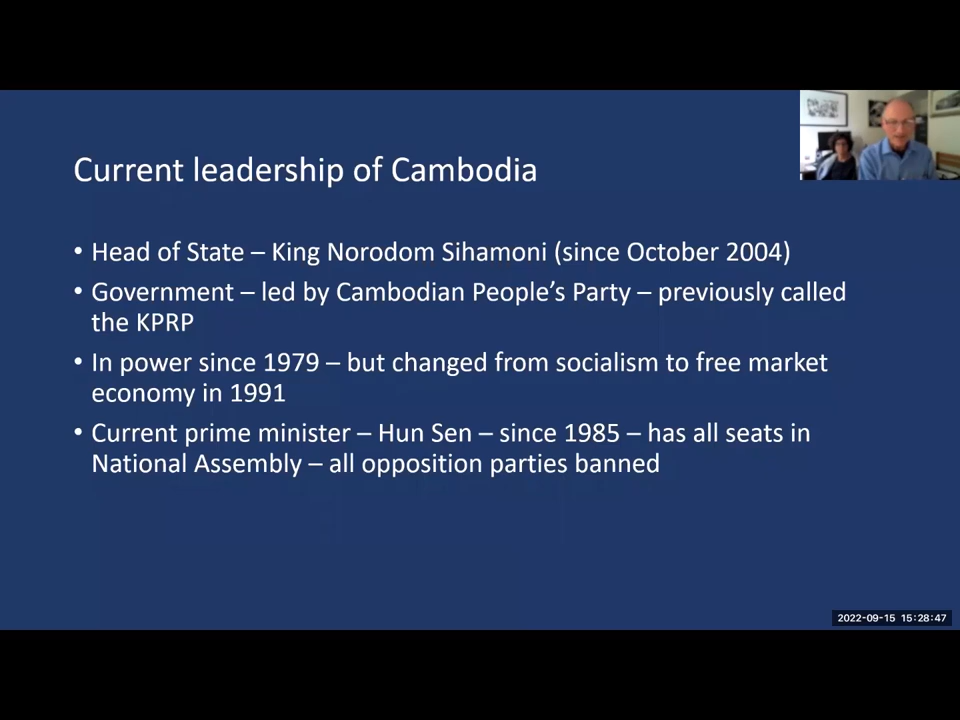 Current leadership of Cambodia
• Head of State – King Norodom Sihamoni (since October 2004)
• Government – led by Cambodian People’s Party – previously called
the KPRP
• In power since 1979 – but changed from socialism to free market
economy in 1991
• Current prime minister – Hun Sen – since 1985 – has all seats in
National Assembly – all opposition parties banned
2022-09-15 15:28:47